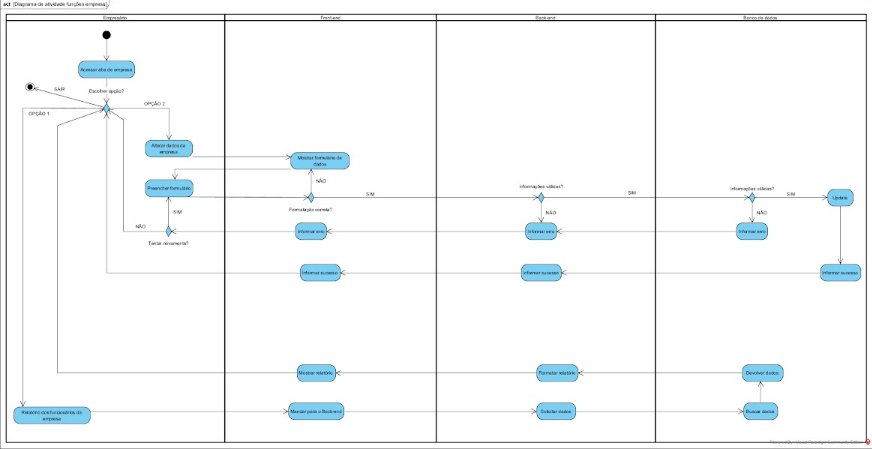 act [Diagrama de atividade funções empresa]
Empresário
Front-end
Back-end
Banco de dados
Acessar aba de empresa
Escolher opção?
SAIR
OPÇÃO 2
OPÇÃO 1
Alterar dados da
empresa
Mostrar formulário de
dados
NÃO
Preencher formulário
SIM
Formatação correta?
Informações válidas?
SIM
Informações válidas?
SIM
Update
NÃO
NÃO
SIM
NÃO
Tentar novamente?
Informar erro
Informar erro
Informar erro
Informar sucesso
Informar sucesso
Informar sucesso
Mostrar relatório
Formatar relatório
Devolver dados
Relatório dos funcionários da
empresa
Mandar para o Back-end
Solicitar dados
Buscar dados